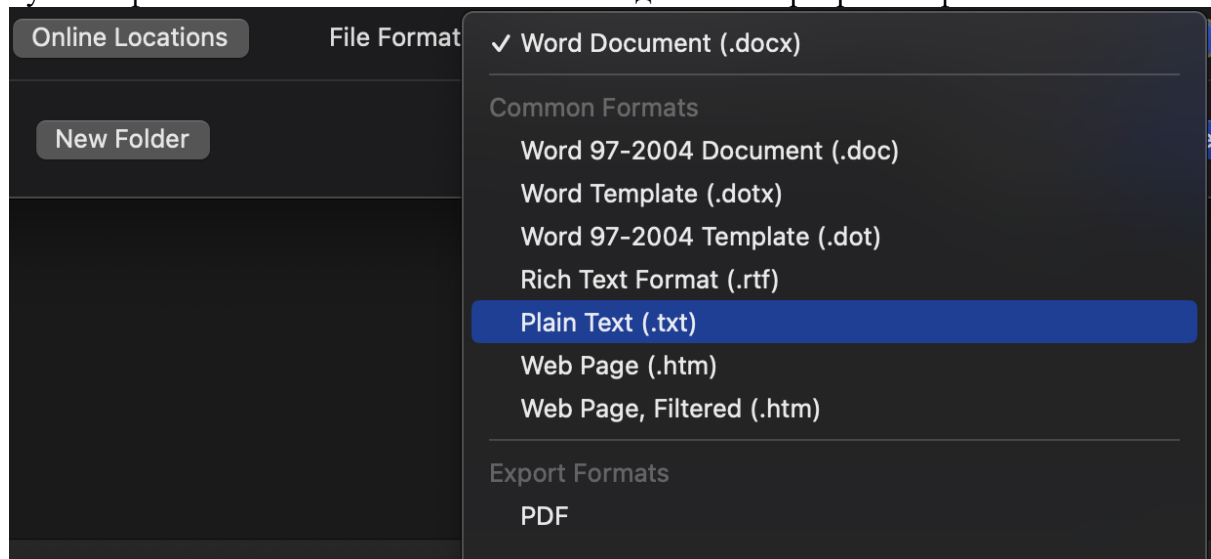 Online Locations File Format ✓ Word Document (.docx)
Common Formats
New Folder
Word 97-2004 Document (.doc)
Word Template (.dotx)
Word 97-2004 Template (.dot)
Rich Text Format (.rtf)
Plain Text (.txt)
Web Page (.htm)
Web Page, Filtered (.htm)
Export Formats
PDF